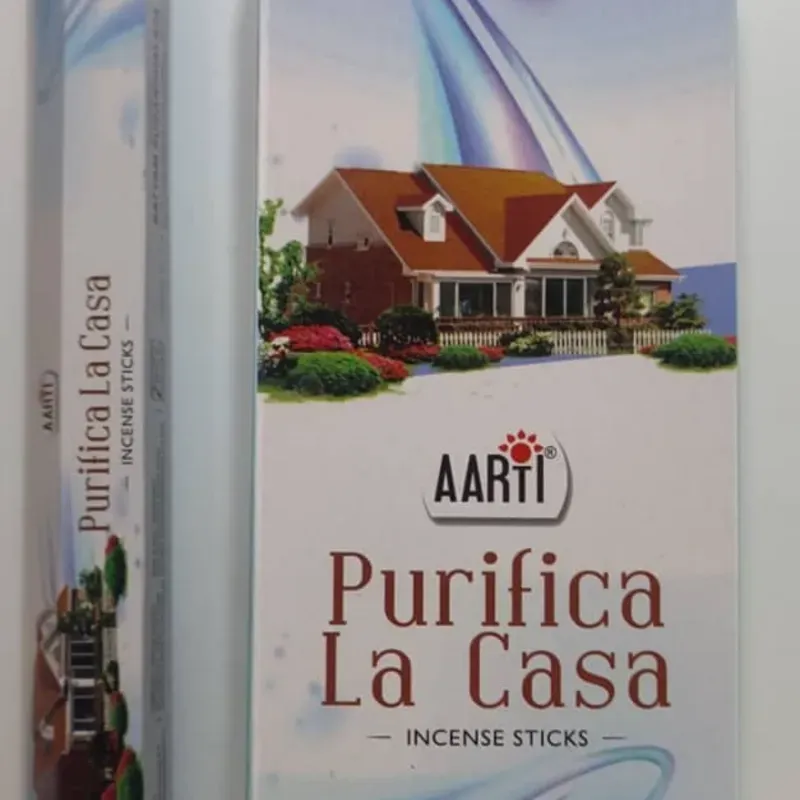 AARTI
Purifica La Casa
INCENSE STICKS
AARTI®
Purifica
La Casa
INCENSE STICKS